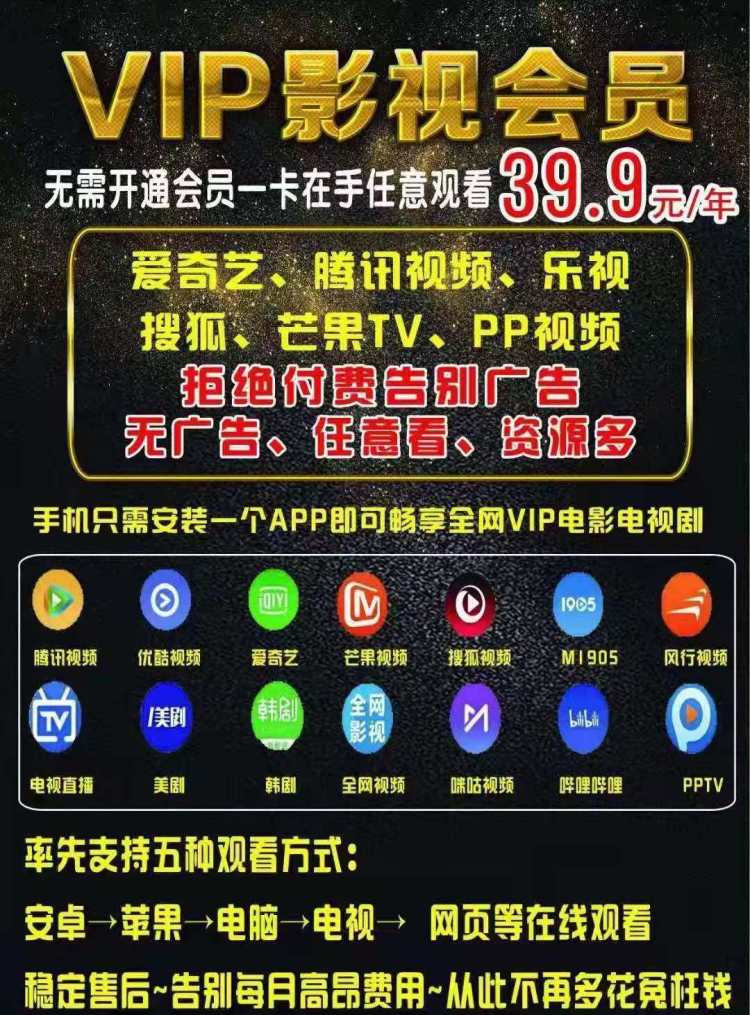 VIP影视会员
无需开通会员一卡在手任意观看39.9元/年
爱奇艺、腾讯视频、乐视
搜狐、芒果TV、PP视频
拒绝付费告别广告
无广告、任意看、资源多
手机只需安装一个APP即可畅享全网VIP电影电视剧
iQIYI 1905
腾讯视频 优酷视频 爱奇艺 芒果视频 搜狐视频 M1905 风行视频
TV /美剧 韩剧 全网影视 bilibili
电视直播 美剧 韩剧 全网视频 咪咕视频 哔哩哔哩 PPTV
率先支持五种观看方式：
安卓→苹果→电脑→电视→ 网页等在线观看
稳定售后~告别每月高昂费用~从此不再多花冤枉钱